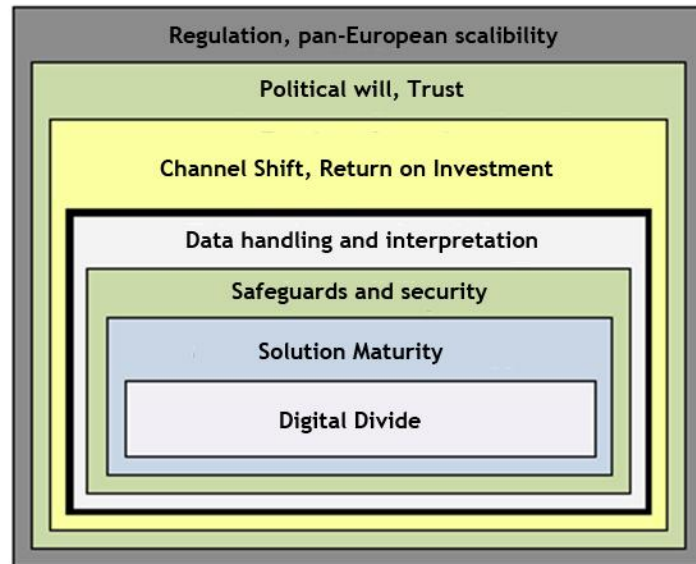 Regulation, pan-European scalibility
Political will, Trust
Channel Shift, Return on Investment
Data handling and interpretation
Safeguards and security
Solution Maturity
Digital Divide